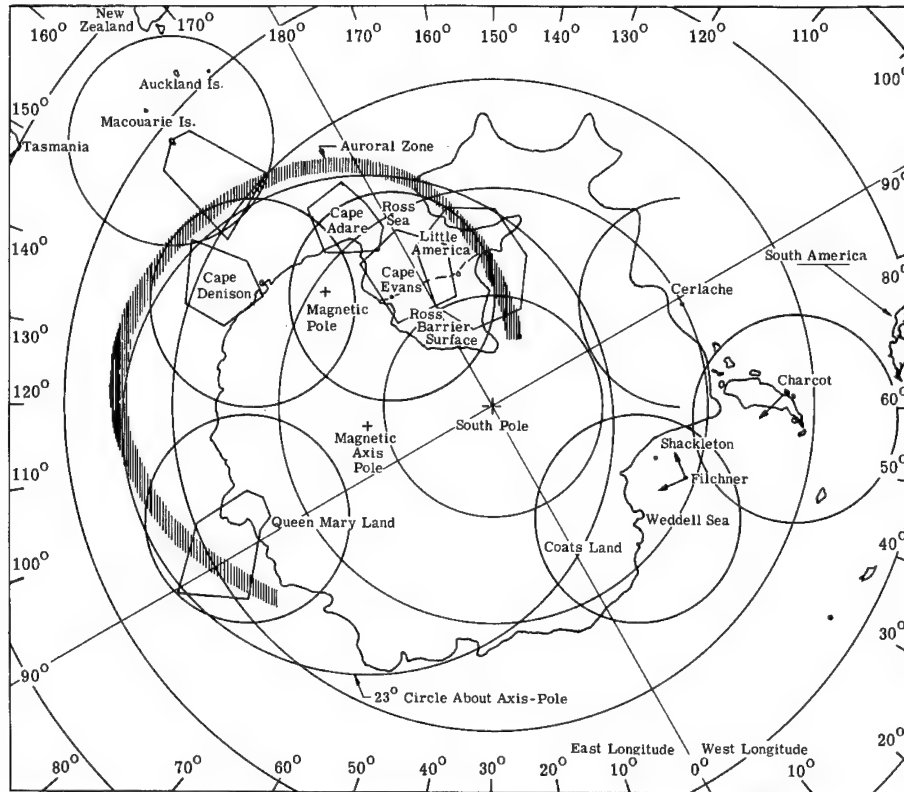 New
Zealand
160° 170° 180° 170° 160° 150° 140° 130° 120° 110°
100°
Auckland Is.
150°
Macouarie Is.
Tasmania
Auroral Zone
90°
Cape
Adare
Ross
Sea
Little
America
140°
South America
80°
Cape
Denison
Cape
Evans
Magnetic
Pole
Cerlache
130°
Ross
Barrier
Surface
Charcot
120°
60°
South Pole
Magnetic
Axis
Pole
Shackleton
110°
50°
Filchner
Queen Mary Land
Weddell Sea
Coats Land
100°
40°
30°
90°
23° Circle About Axis-Pole
East Longitude West Longitude
20°
80° 70° 60° 50° 40° 30° 20° 0° 10°